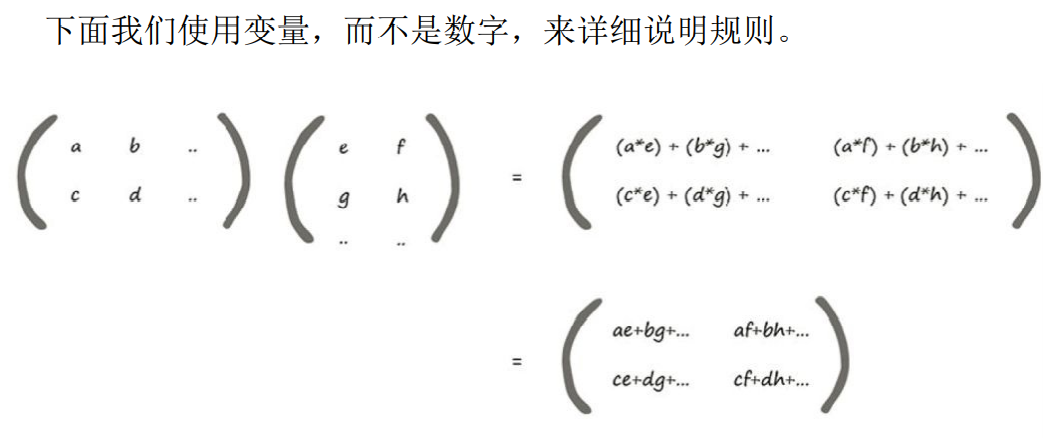 下面我们使用变量，而不是数字，来详细说明规则。
a b .. e f (a*e) + (b*g) + ... (a*f) + (b*h) + ...
=
c d .. g h (c*e) + (d*g) + ... (c*f) + (d*h) + ...
.. ..
ae+bg+... af+bh+...
=
ce+dg+... cf+dh+...